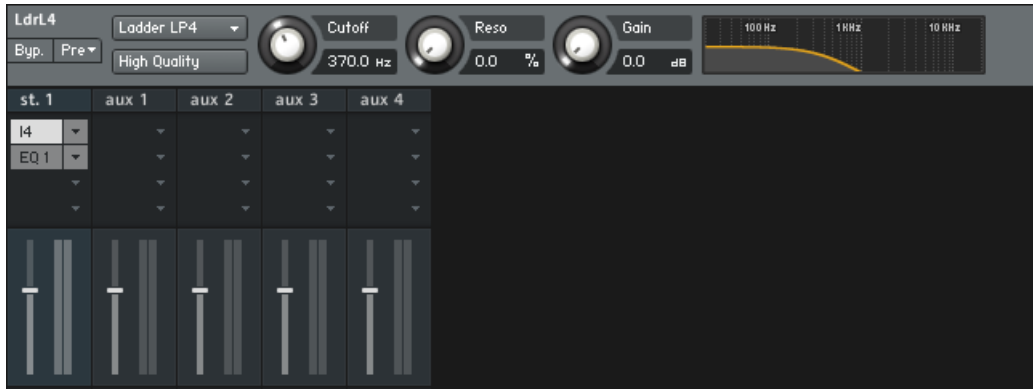 LdrL4
Ladder LP4
Cutoff
Reso
Gain
100 Hz 1 KHz 10 KHz
Byp. Pre
High Quality
370.0 Hz
0.0 %
0.0 dB
st. 1 aux 1 aux 2 aux 3 aux 4
I4
EQ 1